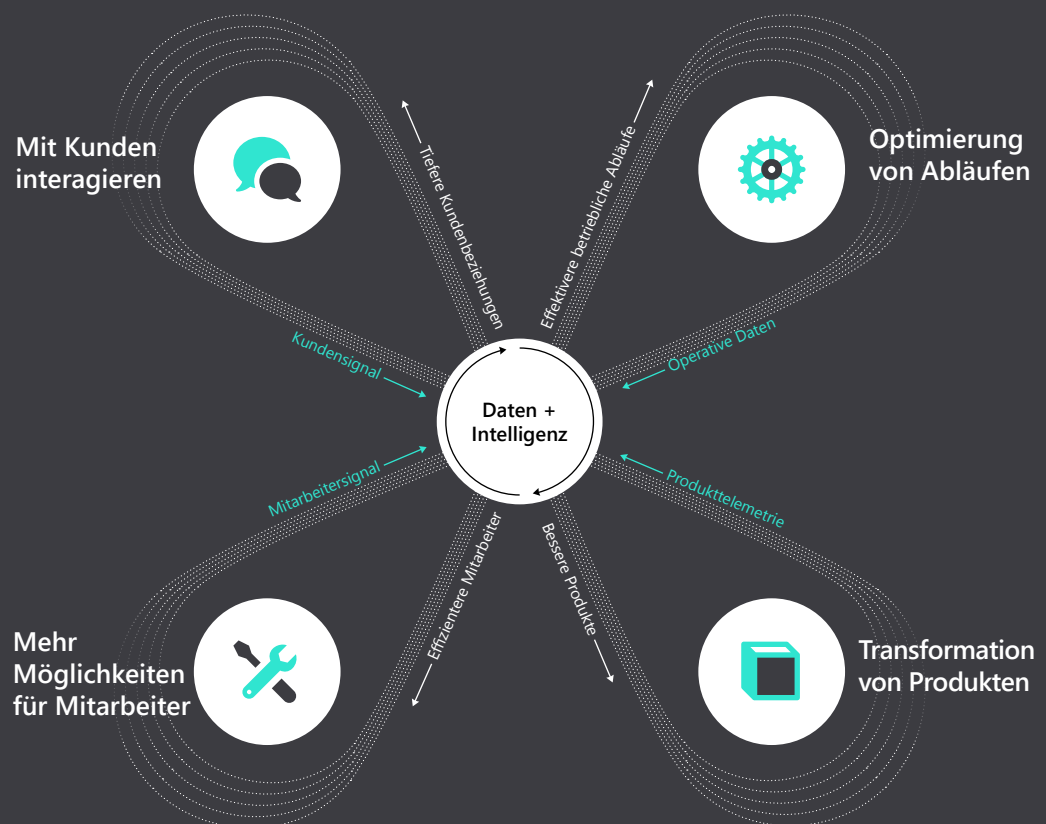 Mit Kunden
interagieren
Tiefere Kundenbeziehungen
Effektivere betriebliche Abläufe
Optimierung
von Abläufen
Kundensignal
Operative Daten
Daten +
Intelligenz
Mitarbeitersignal
Produkttelemetrie
Effizientere Mitarbeiter
Bessere Produkte
Mehr
Möglichkeiten
für Mitarbeiter
Transformation
von Produkten